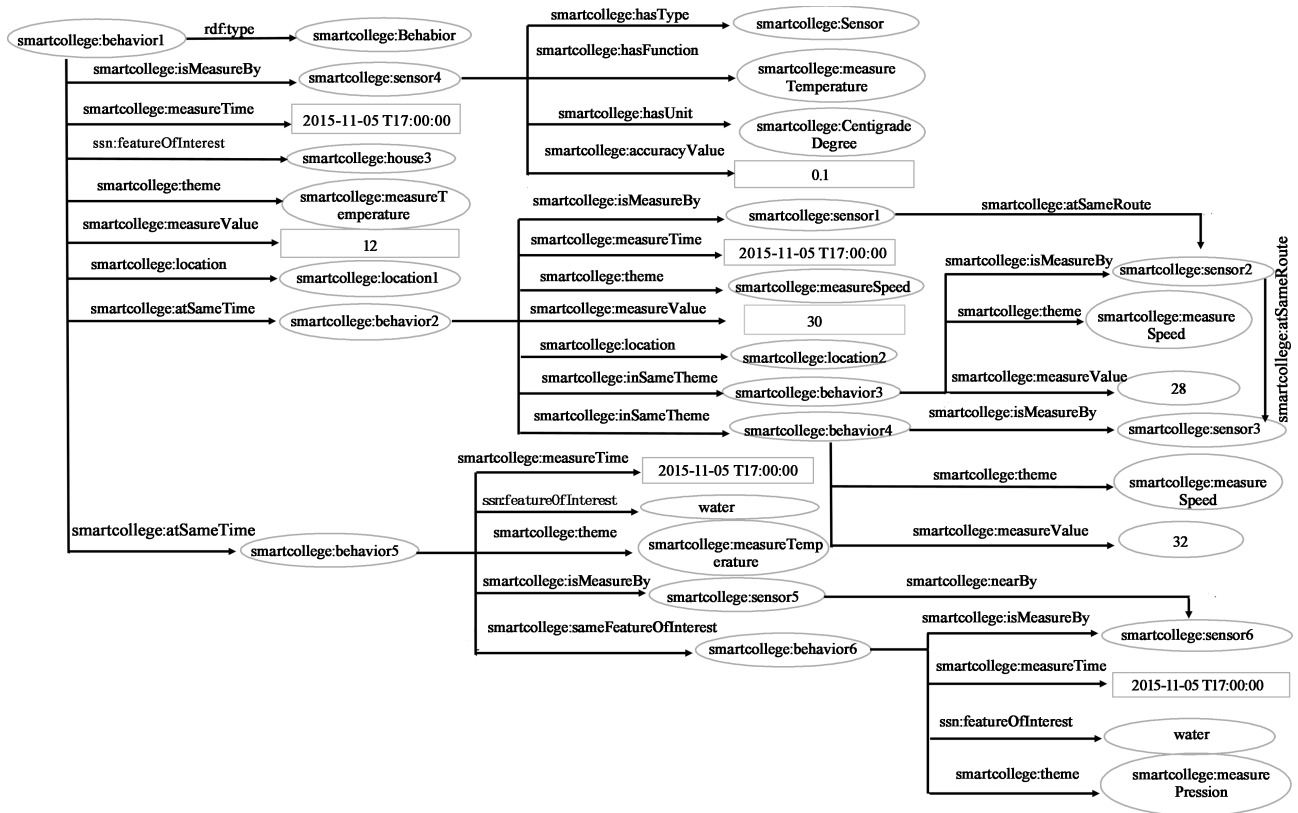 smartcollege:behavior1
rdf:type
smartcollege:Behabior
smartcollege:hasType
smartcollege:Sensor
smartcollege:isMeasureBy
smartcollege:sensor4
smartcollege:hasFunction
smartcollege:measure
Temperature
smartcollege:measureTime
2015-11-05 T17:00:00
smartcollege:hasUnit
smartcollege:Centigrade
Degree
ssn:featureOfInterest
smartcollege:house3
smartcollege:accuracyValue
0.1
smartcollege:theme
smartcollege:measureT
emperature
smartcollege:measureValue
12
smartcollege:location
smartcollege:location1
smartcollege:atSameTime
smartcollege:behavior2
smartcollege:isMeasureBy
smartcollege:sensor1
smartcollege:atSameRoute
smartcollege:measureTime
2015-11-05 T17:00:00
smartcollege:theme
smartcollege:measureSpeed
smartcollege:measureValue
30
smartcollege:location
smartcollege:location2
smartcollege:inSameTheme
smartcollege:behavior3
smartcollege:inSameTheme
smartcollege:behavior4
smartcollege:isMeasureBy
smartcollege:sensor2
smartcollege:atSameRoute
smartcollege:theme
smartcollege:measure
Speed
smartcollege:measureValue
28
smartcollege:isMeasureBy
smartcollege:sensor3
smartcollege:theme
smartcollege:measure
Speed
smartcollege:measureValue
32
smartcollege:atSameTime
smartcollege:behavior5
smartcollege:measureTime
2015-11-05 T17:00:00
ssn:featureOfInterest
water
smartcollege:theme
smartcollege:measureTemp
erature
smartcollege:isMeasureBy
smartcollege:sensor5
smartcollege:nearBy
smartcollege:sameFeatureOfInterest
smartcollege:behavior6
smartcollege:isMeasureBy
smartcollege:sensor6
smartcollege:measureTime
2015-11-05 T17:00:00
ssn:featureOfInterest
water
smartcollege:theme
smartcollege:measure
Pression